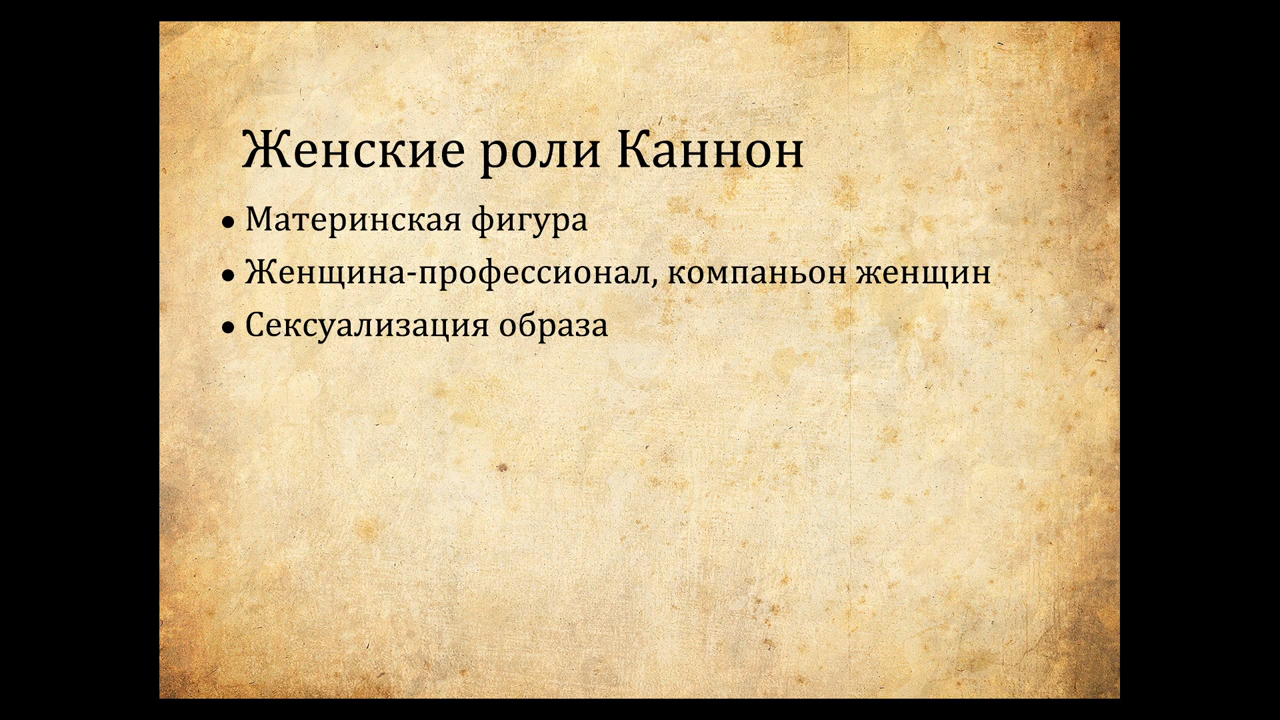 Женские роли Каннон
• Материнская фигура
• Женщина-профессионал, компаньон женщин
• Сексуализация образа